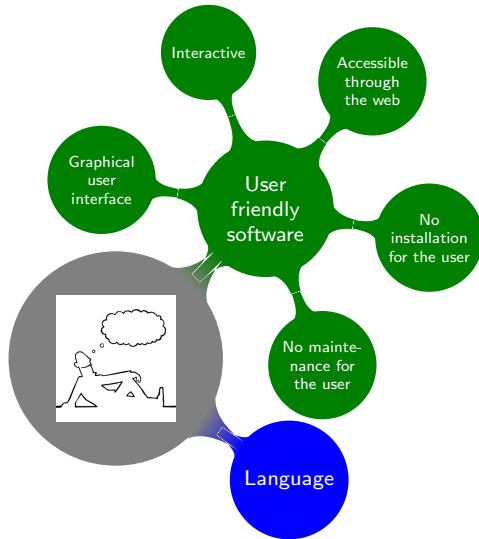 Interactive
Accessible
through
the web
Graphical
user
interface
User
friendly
software
No
installation
for the user
No mainte-
nance for
the user
Language